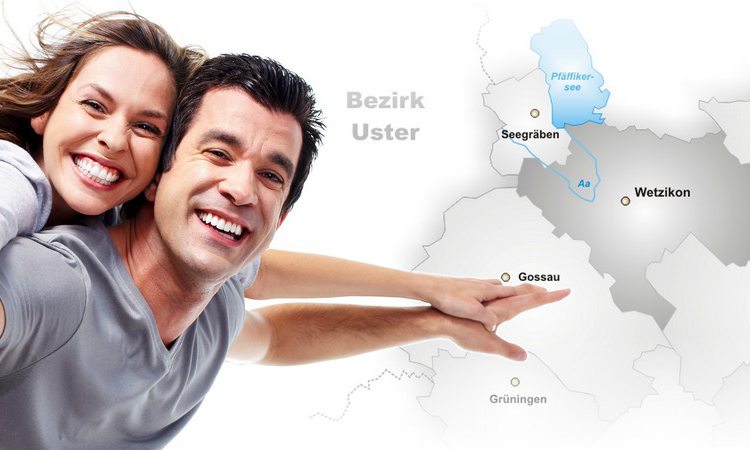 Bezirk
Uster
Pfäffiker-
see
Seegräben
Aa
Wetzikon
Gossau
Grüningen